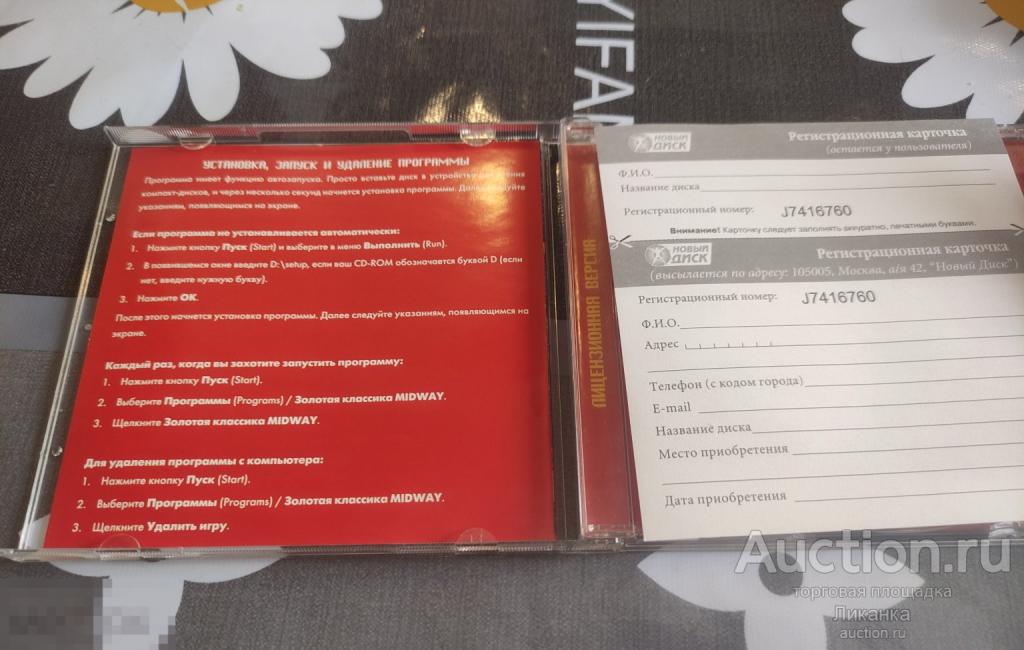 YIFAN
УСТАНОВКА, ЗАПУСК И УДАЛЕНИЕ ПРОГРАММЫ
Программа имеет функцию автозапуска. Просто вставьте диск в устройство чтения
компакт-дисков, и через несколько секунд начнется установка программы. Далее следуйте
указаниям, появляющимся на экране.
Если программа не устанавливается автоматически:
1. Нажмите кнопку Пуск (Start) и выберите в меню Выполнить (Run).
2. В появившемся окне введите D:\setup, если ваш CD-ROM обозначается буквой D (если
нет, введите нужную букву).
3. Нажмите OK.
После этого начнется установка программы. Далее следуйте указаниям, появляющимся на
экране.
Каждый раз, когда вы захотите запустить программу:
1. Нажмите кнопку Пуск (Start).
2. Выберите Программы (Programs) / Золотая классика MIDWAY.
3. Щелкните Золотая классика MIDWAY.
Для удаления программы с компьютера:
1. Нажмите кнопку Пуск (Start).
2. Выберите Программы (Programs) / Золотая классика MIDWAY.
3. Щелкните Удалить игру.
ЛИЦЕНЗИОННАЯ ВЕРСИЯ
НОВЫЙ ДИСК
Регистрационная карточка
(остается у пользователя)
Ф.И.О.
Название диска
Регистрационный номер: J7416760
Внимание! Карточку следует заполнять аккуратно, печатными буквами.
НОВЫЙ ДИСК
Регистрационная карточка
(высылается по адресу: 105005, Москва, а/я 42, "Новый Диск")
Регистрационный номер: J7416760
Ф.И.О.
Адрес
Телефон (с кодом города)
E-mail
Название диска
Место приобретения
Дата приобретения
Auction.ru
торговая площадка
Ликанка
auction.ru